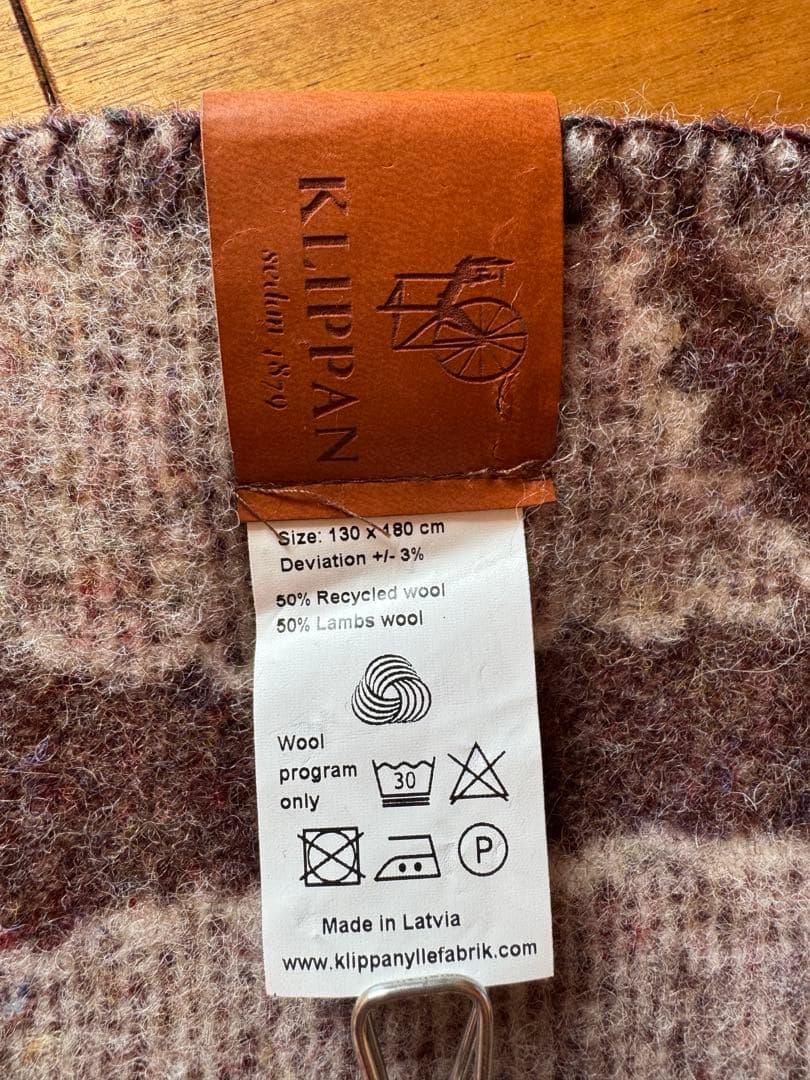 KLIPPAN
sedan 1879
Size: 130 x 180 cm
Deviation +/- 3%
50% Recycled wool
50% Lambs wool
Wool
program
only
30
P
Made in Latvia
www.klippanyllefabrik.com